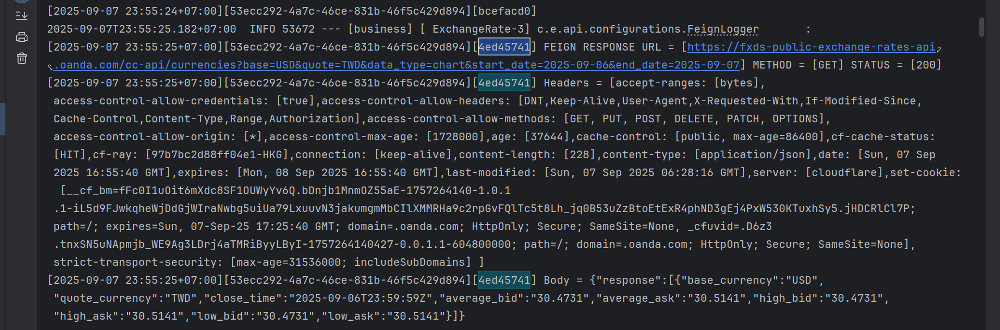 [2025-09-07 23:55:24+07:00][53ecc292-4a7c-46ce-831b-46f5c429d894][bcefacd0]
2025-09-07T23:55:25.182+07:00  INFO 53672 --- [business] [ ExchangeRate-3] c.e.api.configurations.FeignLogger       :
[2025-09-07 23:55:25+07:00][53ecc292-4a7c-46ce-831b-46f5c429d894][4ed45741] FEIGN RESPONSE URL = [https://fxds-public-exchange-rates-api
.oanda.com/cc-api/currencies?base=USD&quote=TWD&data_type=chart&start_date=2025-09-06&end_date=2025-09-07] METHOD = [GET] STATUS = [200]
[2025-09-07 23:55:25+07:00][53ecc292-4a7c-46ce-831b-46f5c429d894][4ed45741] Headers = [accept-ranges: [bytes],
access-control-allow-credentials: [true],access-control-allow-headers: [DNT,Keep-Alive,User-Agent,X-Requested-With,If-Modified-Since,
Cache-Control,Content-Type,Range,Authorization],access-control-allow-methods: [GET, PUT, POST, DELETE, PATCH, OPTIONS],
access-control-allow-origin: [*],access-control-max-age: [1728000],age: [37644],cache-control: [public, max-age=86400],cf-cache-status:
[HIT],cf-ray: [97b7bc2d88ff04e1-HKG],connection: [keep-alive],content-length: [228],content-type: [application/json],date: [Sun, 07 Sep
2025 16:55:40 GMT],expires: [Mon, 08 Sep 2025 16:55:40 GMT],last-modified: [Sun, 07 Sep 2025 06:28:16 GMT],server: [cloudflare],set-cookie:
[__cf_bm=fFc0I1uOit6mXdc8SF1OUWyYv6Q.bDnjb1MnmOZ55aE-1757264140-1.0.1
.1-iL5d9FJwkqheWjDdGjWIraNwbg5uiUa79LxuuvN3jakumgmMbCIlXMMRHa9c2rpGvFQlTc5t8Lh_jq0B53uZzBtoEtExR4phND3gEj4PxW530KTuxhSy5.jHDCRlCl7P;
path=/; expires=Sun, 07-Sep-25 17:25:40 GMT; domain=.oanda.com; HttpOnly; Secure; SameSite=None, _cfuvid=.D6z3
.tnxSN5uNApmjb_WE9Ag3LDrj4aTMRiByyLByI-1757264140427-0.0.1.1-604800000; path=/; domain=.oanda.com; HttpOnly; Secure; SameSite=None],
strict-transport-security: [max-age=31536000; includeSubDomains] ]
[2025-09-07 23:55:25+07:00][53ecc292-4a7c-46ce-831b-46f5c429d894][4ed45741] Body = {"response":[{"base_currency":"USD",
"quote_currency":"TWD","close_time":"2025-09-06T23:59:59Z","average_bid":"30.4731","average_ask":"30.5141","high_bid":"30.4731",
"high_ask":"30.5141","low_bid":"30.4731","low_ask":"30.5141"}]}